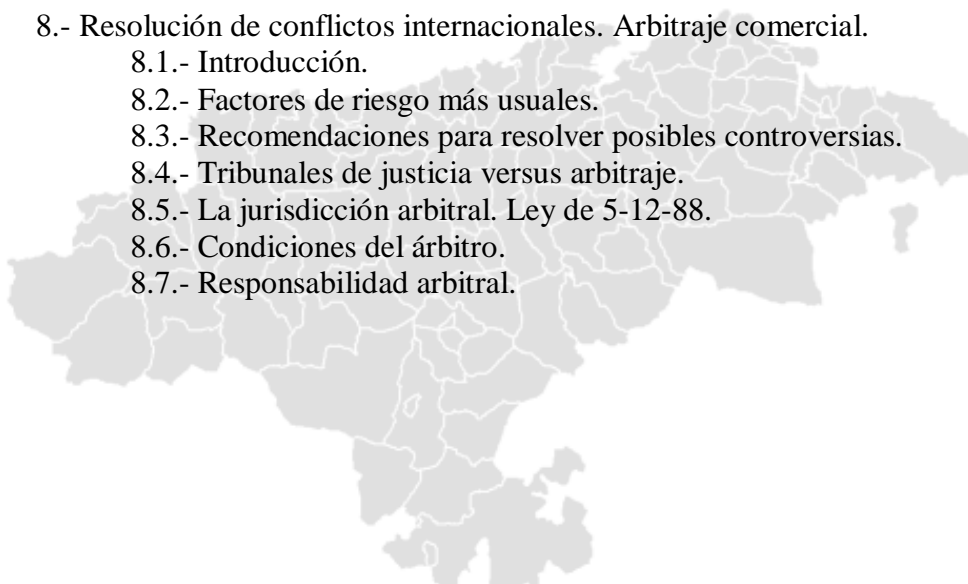 8.- Resolución de conflictos internacionales. Arbitraje comercial.
8.1.- Introducción.
8.2.- Factores de riesgo más usuales.
8.3.- Recomendaciones para resolver posibles controversias.
8.4.- Tribunales de justicia versus arbitraje.
8.5.- La jurisdicción arbitral. Ley de 5-12-88.
8.6.- Condiciones del árbitro.
8.7.- Responsabilidad arbitral.